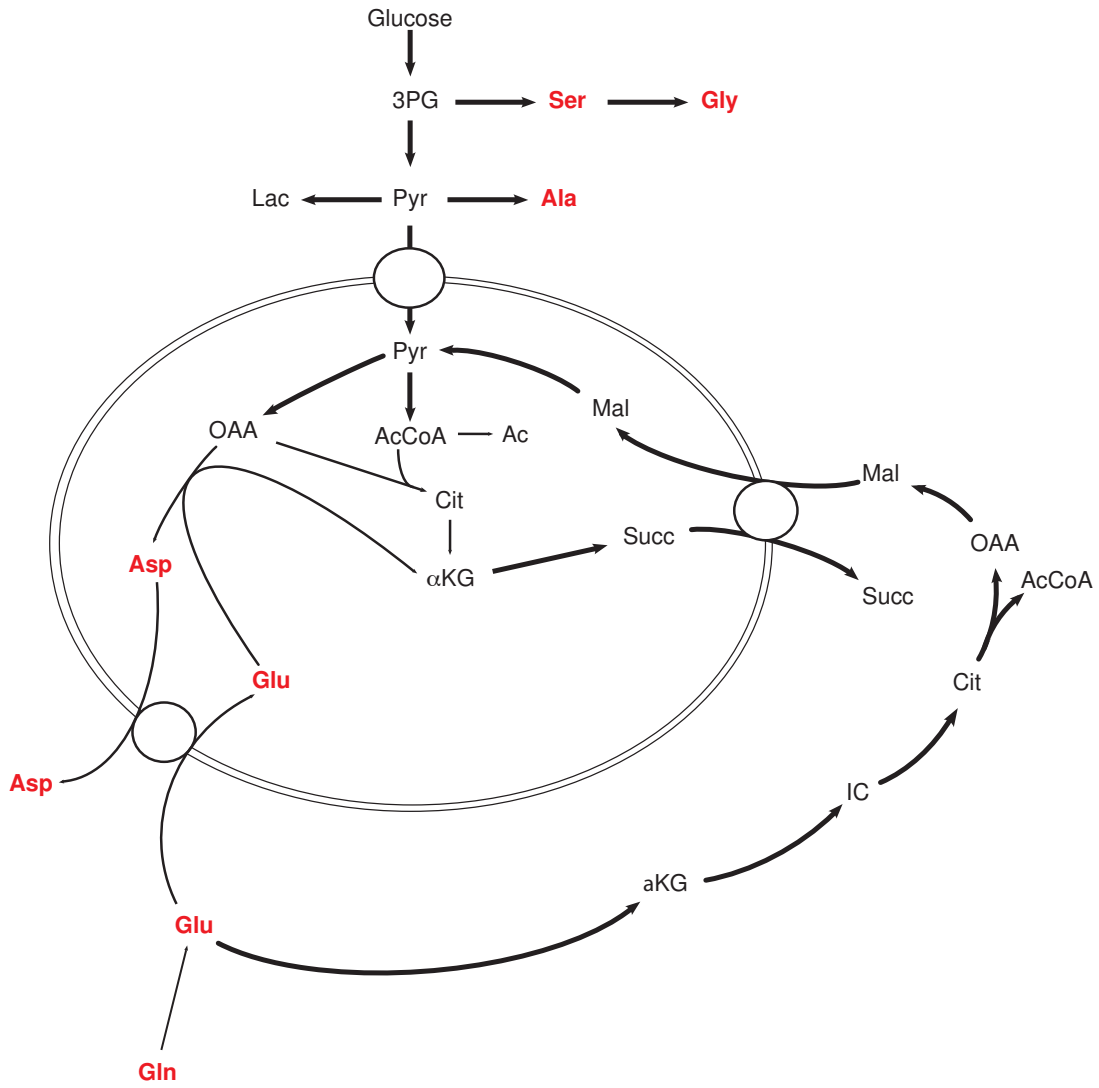 Glucose
3PG Ser Gly
Lac Pyr Ala
Pyr
Mal
OAA AcCoA Ac
Mal
Cit
Succ OAA
Asp αKG AcCoA
Succ
Glu Cit
Asp IC
aKG
Glu
Gln